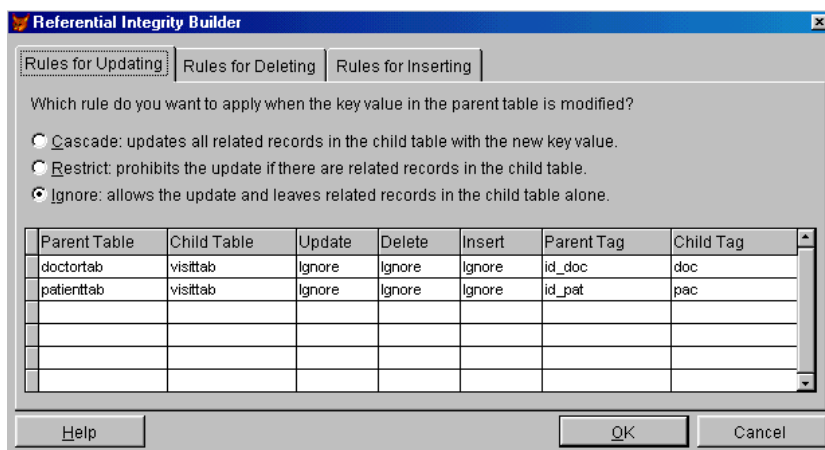 Referential Integrity Builder
Rules for Updating Rules for Deleting Rules for Inserting
Which rule do you want to apply when the key value in the parent table is modified?
Cascade: updates all related records in the child table with the new key value.
Restrict: prohibits the update if there are related records in the child table.
Ignore: allows the update and leaves related records in the child table alone.
Parent Table Child Table Update Delete Insert Parent Tag Child Tag
doctortab visittab Ignore Ignore Ignore id_doc doc
patienttab visittab Ignore Ignore Ignore id_pat pac
Help OK Cancel